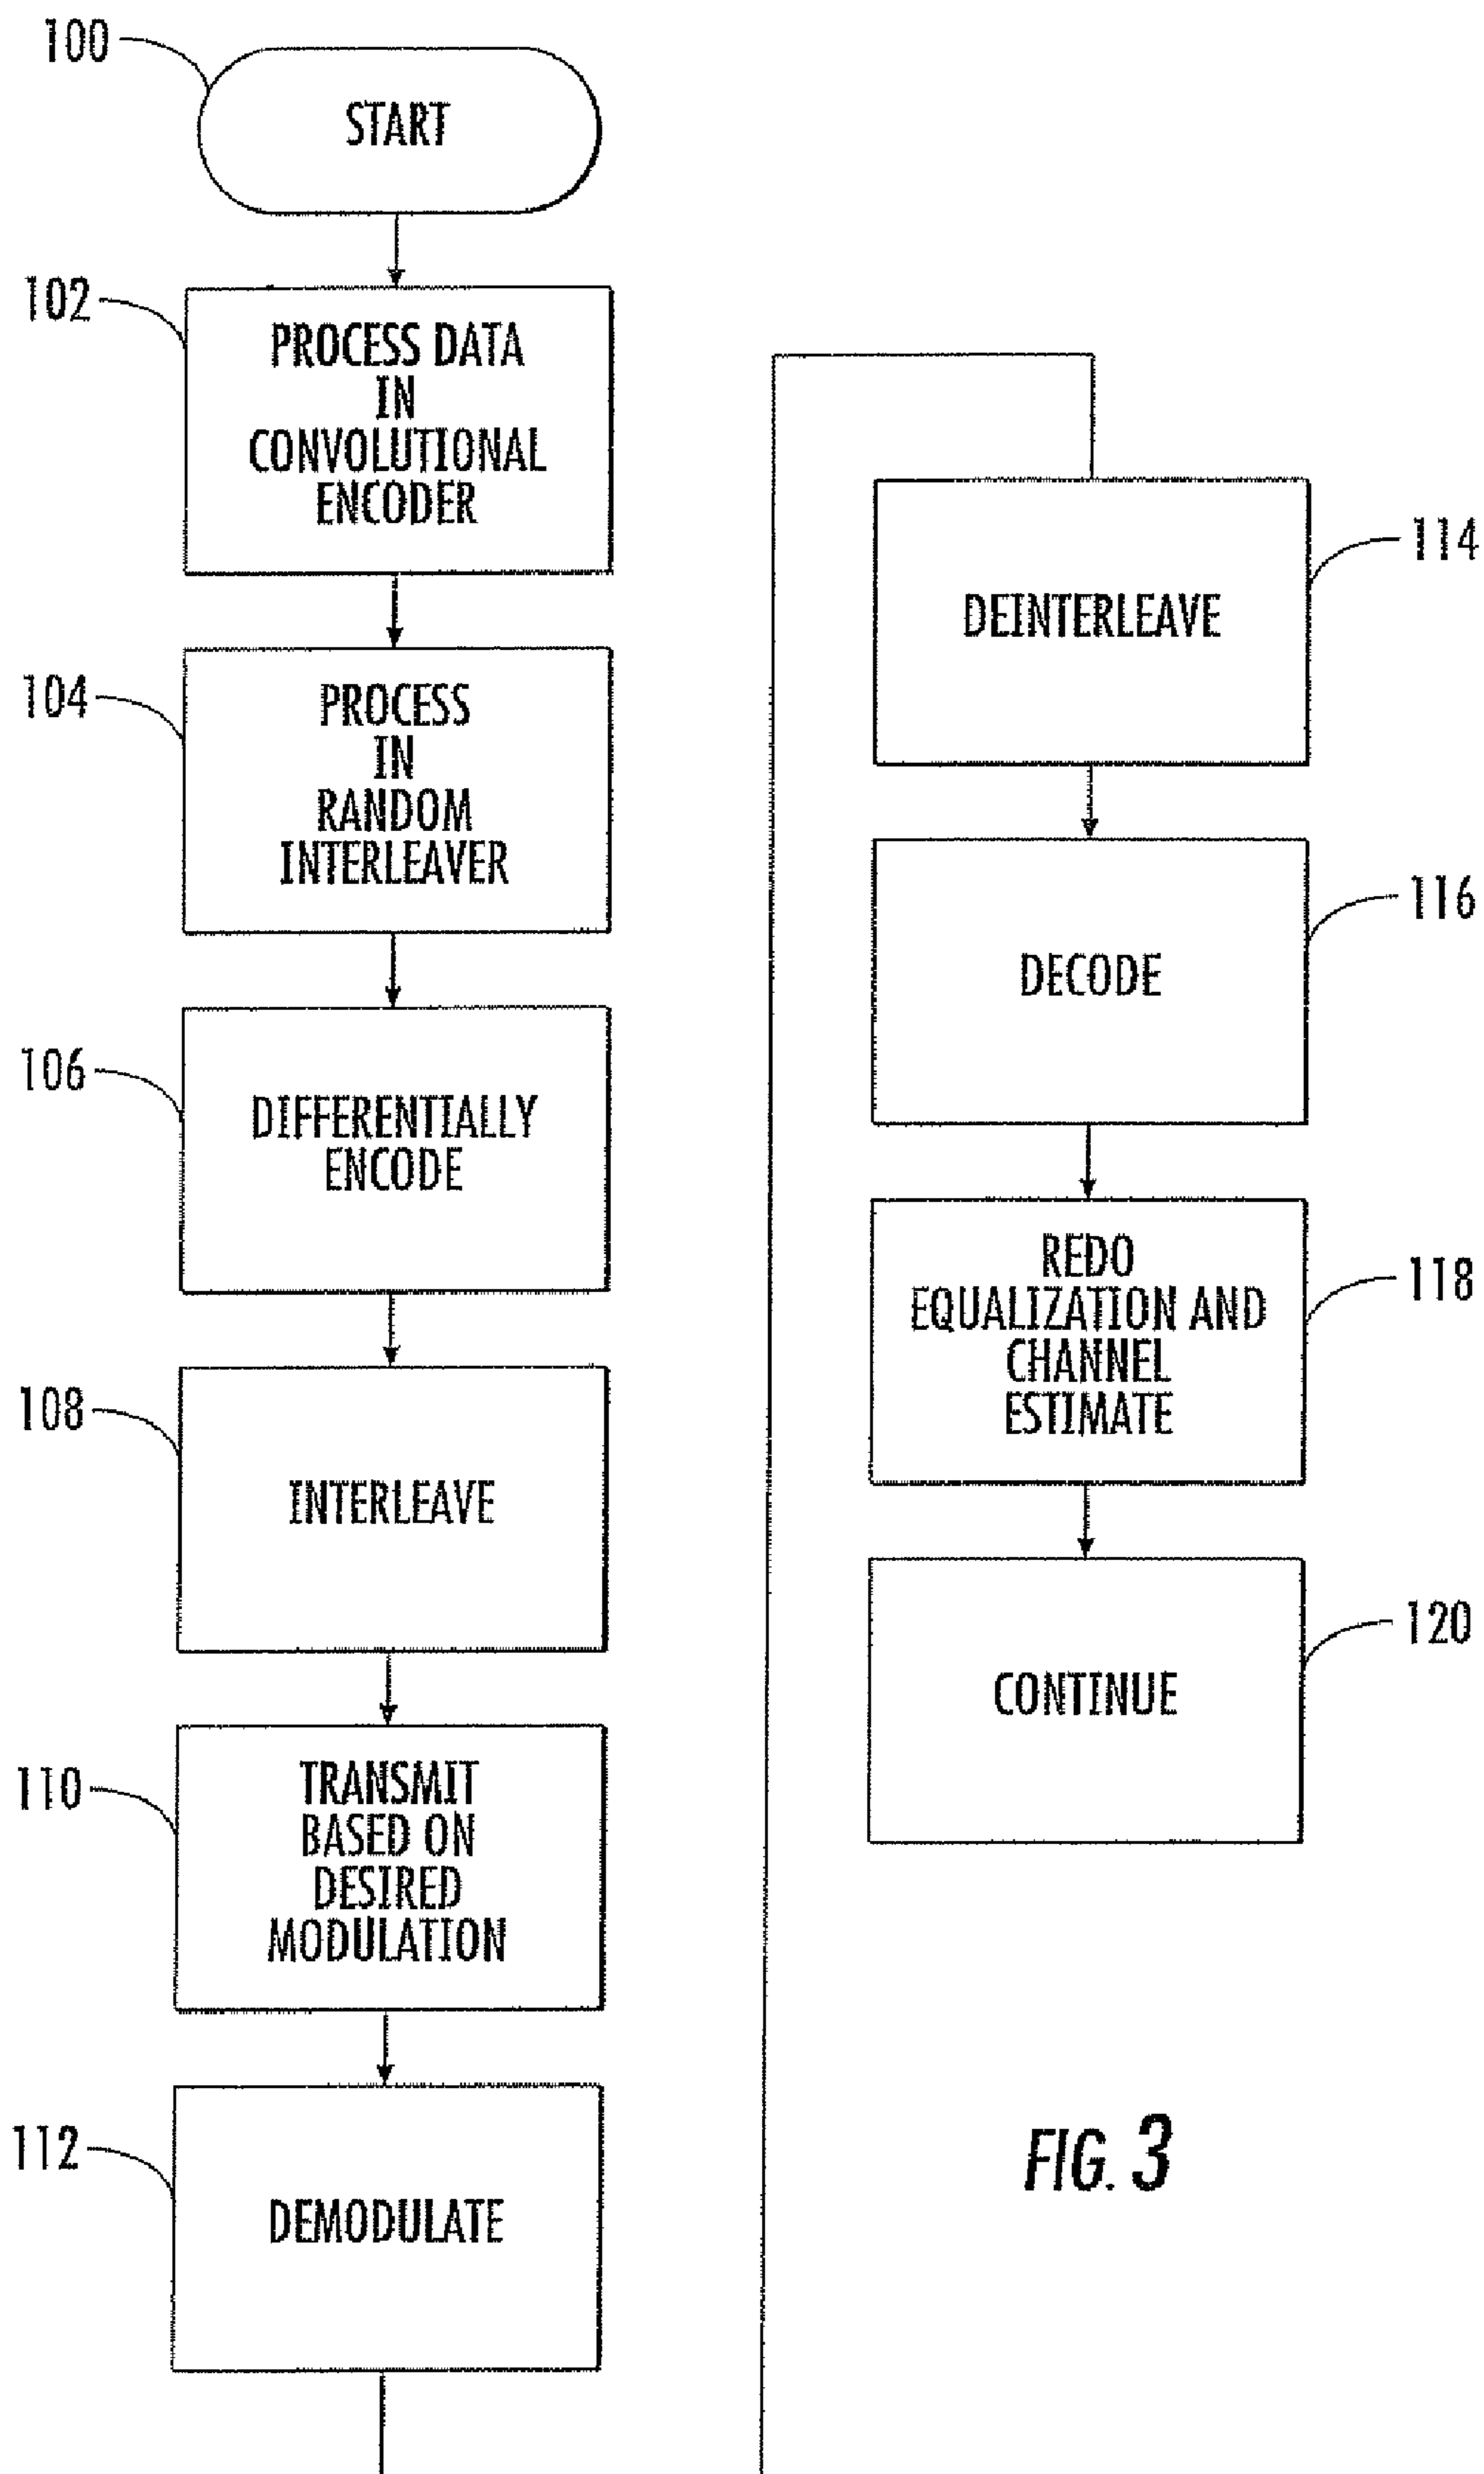 100
START
102
PROCESS DATA
IN
CONVOLUTIONAL
ENCODER
104
PROCESS
IN
RANDOM
INTERLEAVER
106
DIFFERENTIALLY
ENCODE
108
INTERLEAVE
110
TRANSMIT
BASED ON
DESIRED
MODULATION
112
DEMODULATE
114
DEINTERLEAVE
116
DECODE
118
REDO
EQUALIZATION AND
CHANNEL
ESTIMATE
120
CONTINUE
FIG. 3